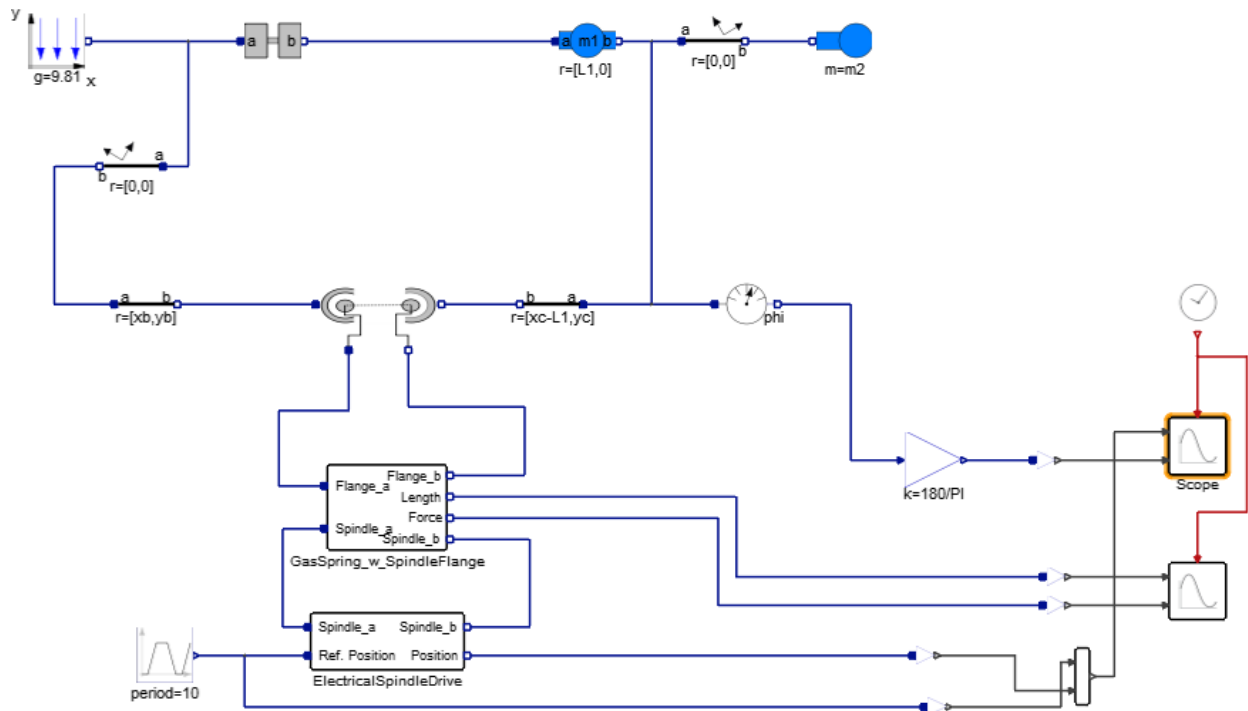 y
g=9.81
x
a
b
a m1 b
r=[L1,0]
a
b
r=[0,0]
m=m2
a
b
r=[0,0]
a
b
r=[xb,yb]
b
a
r=[xc-L1,yc]
phi
k=180/PI
Scope
Flange_a
Flange_b
Length
Force
Spindle_a
Spindle_b
GasSpring_w_SpindleFlange
Spindle_a
Spindle_b
Ref. Position
Position
ElectricalSpindleDrive
period=10